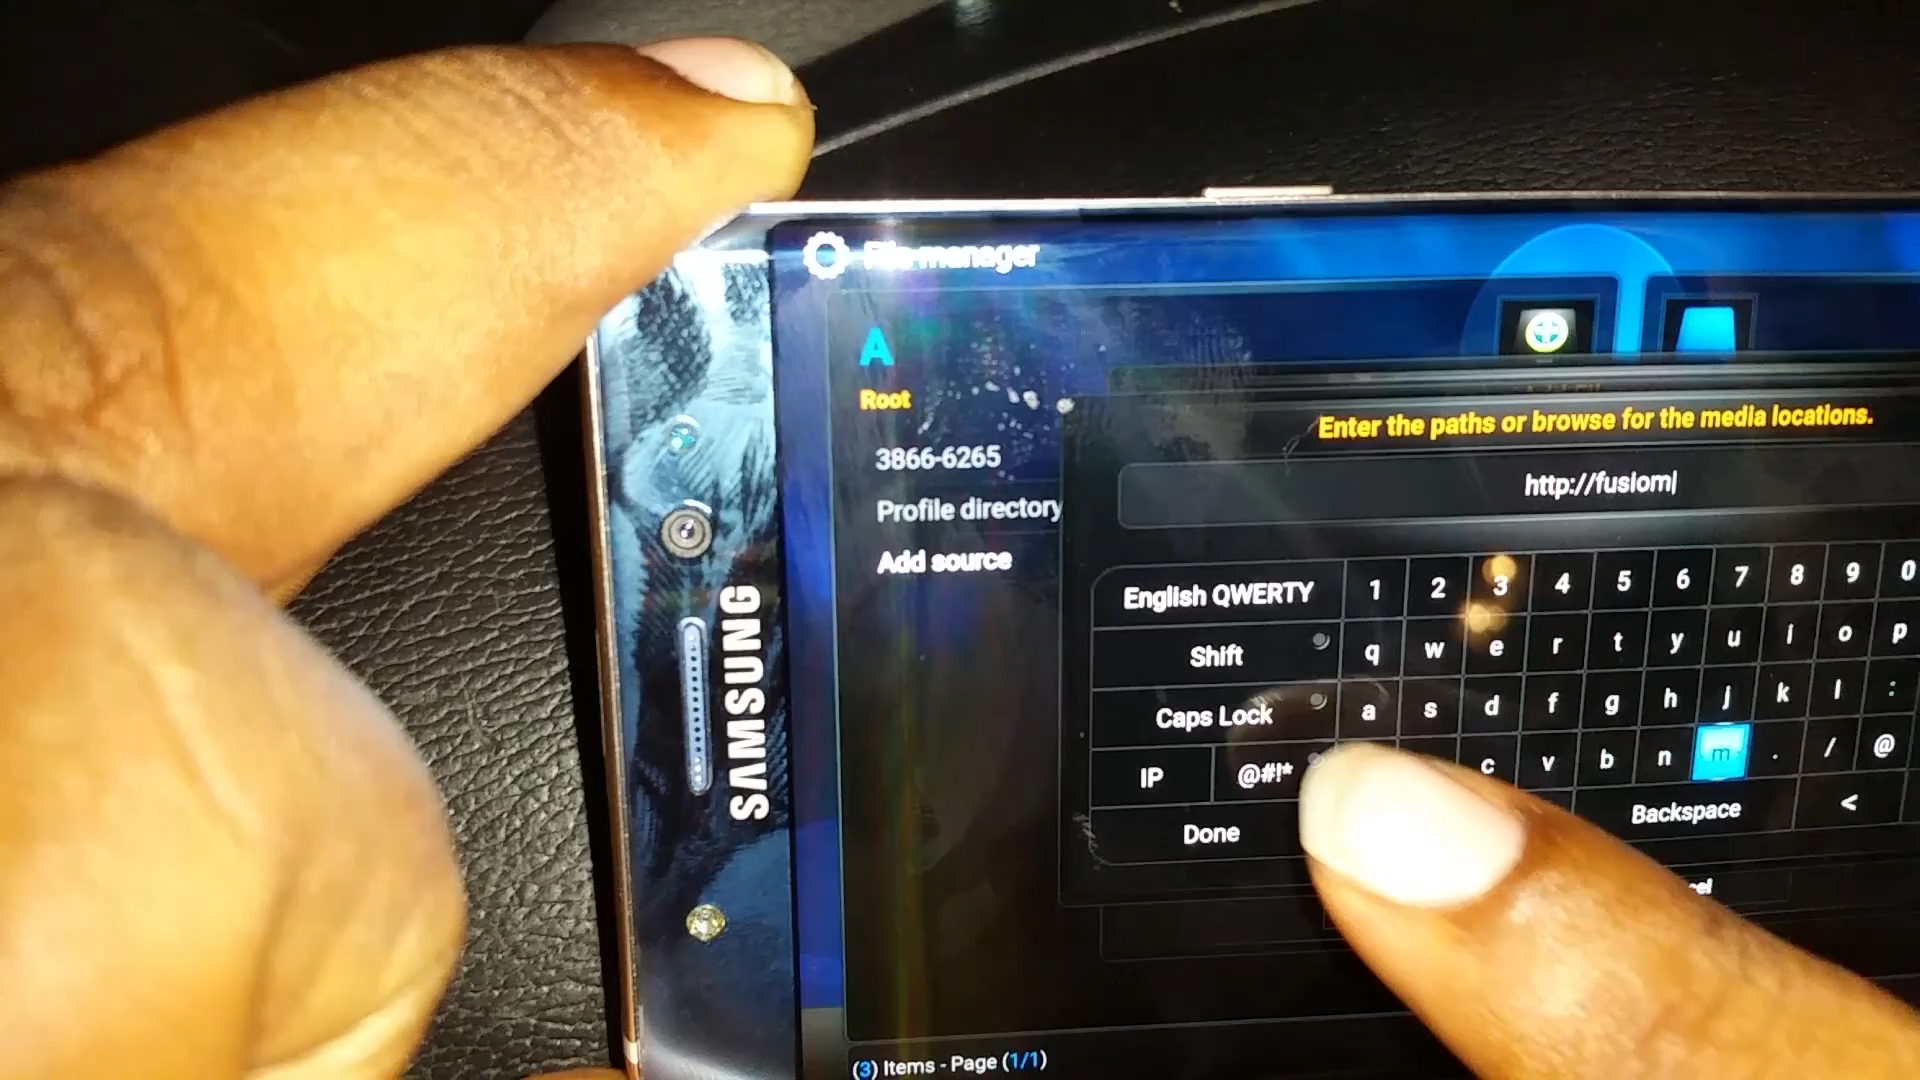 File manager
A
Root
3866-6265
Profile directory
Add source
Enter the paths or browse for the media locations.
http://fusiom
English QWERTY 1 2 3 4 5 6 7 8 9 0
Shift q w e r t y u i o p
Caps Lock a s d f g h j k l :
IP @#!* c v b n m . / @
Done Backspace <
(3) Items - Page (1/1)
SAMSUNG